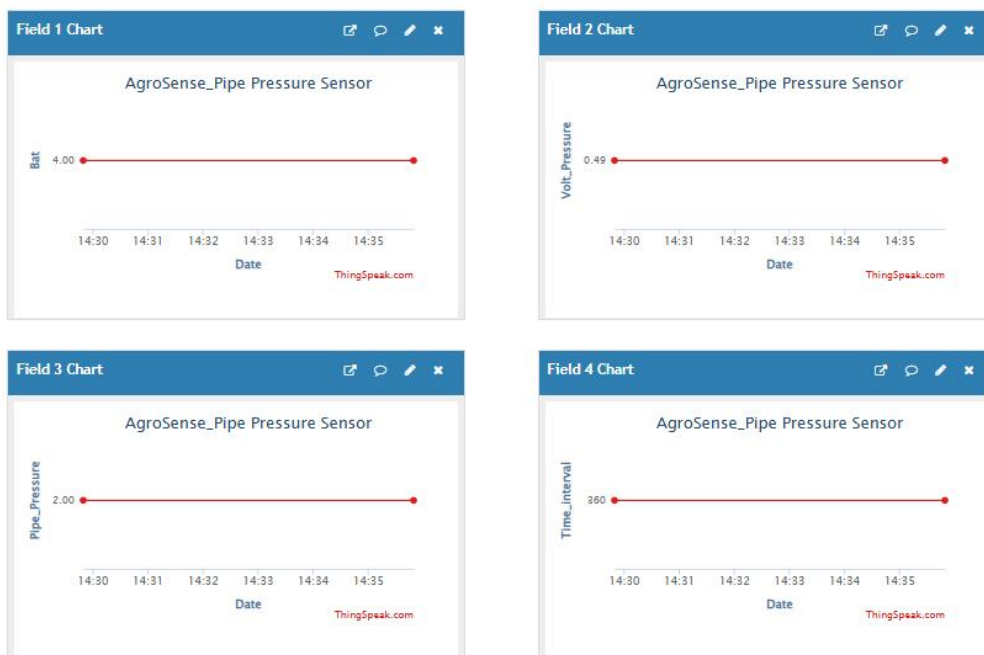 Field 1 Chart
AgroSense_Pipe Pressure Sensor
Bat
4.00
14:30 14:31 14:32 14:33 14:34 14:35
Date
ThingSpeak.com
Field 2 Chart
AgroSense_Pipe Pressure Sensor
Volt_Pressure
0.49
14:30 14:31 14:32 14:33 14:34 14:35
Date
ThingSpeak.com
Field 3 Chart
AgroSense_Pipe Pressure Sensor
Pipe_Pressure
2.00
14:30 14:31 14:32 14:33 14:34 14:35
Date
ThingSpeak.com
Field 4 Chart
AgroSense_Pipe Pressure Sensor
Time_Interval
360
14:30 14:31 14:32 14:33 14:34 14:35
Date
ThingSpeak.com